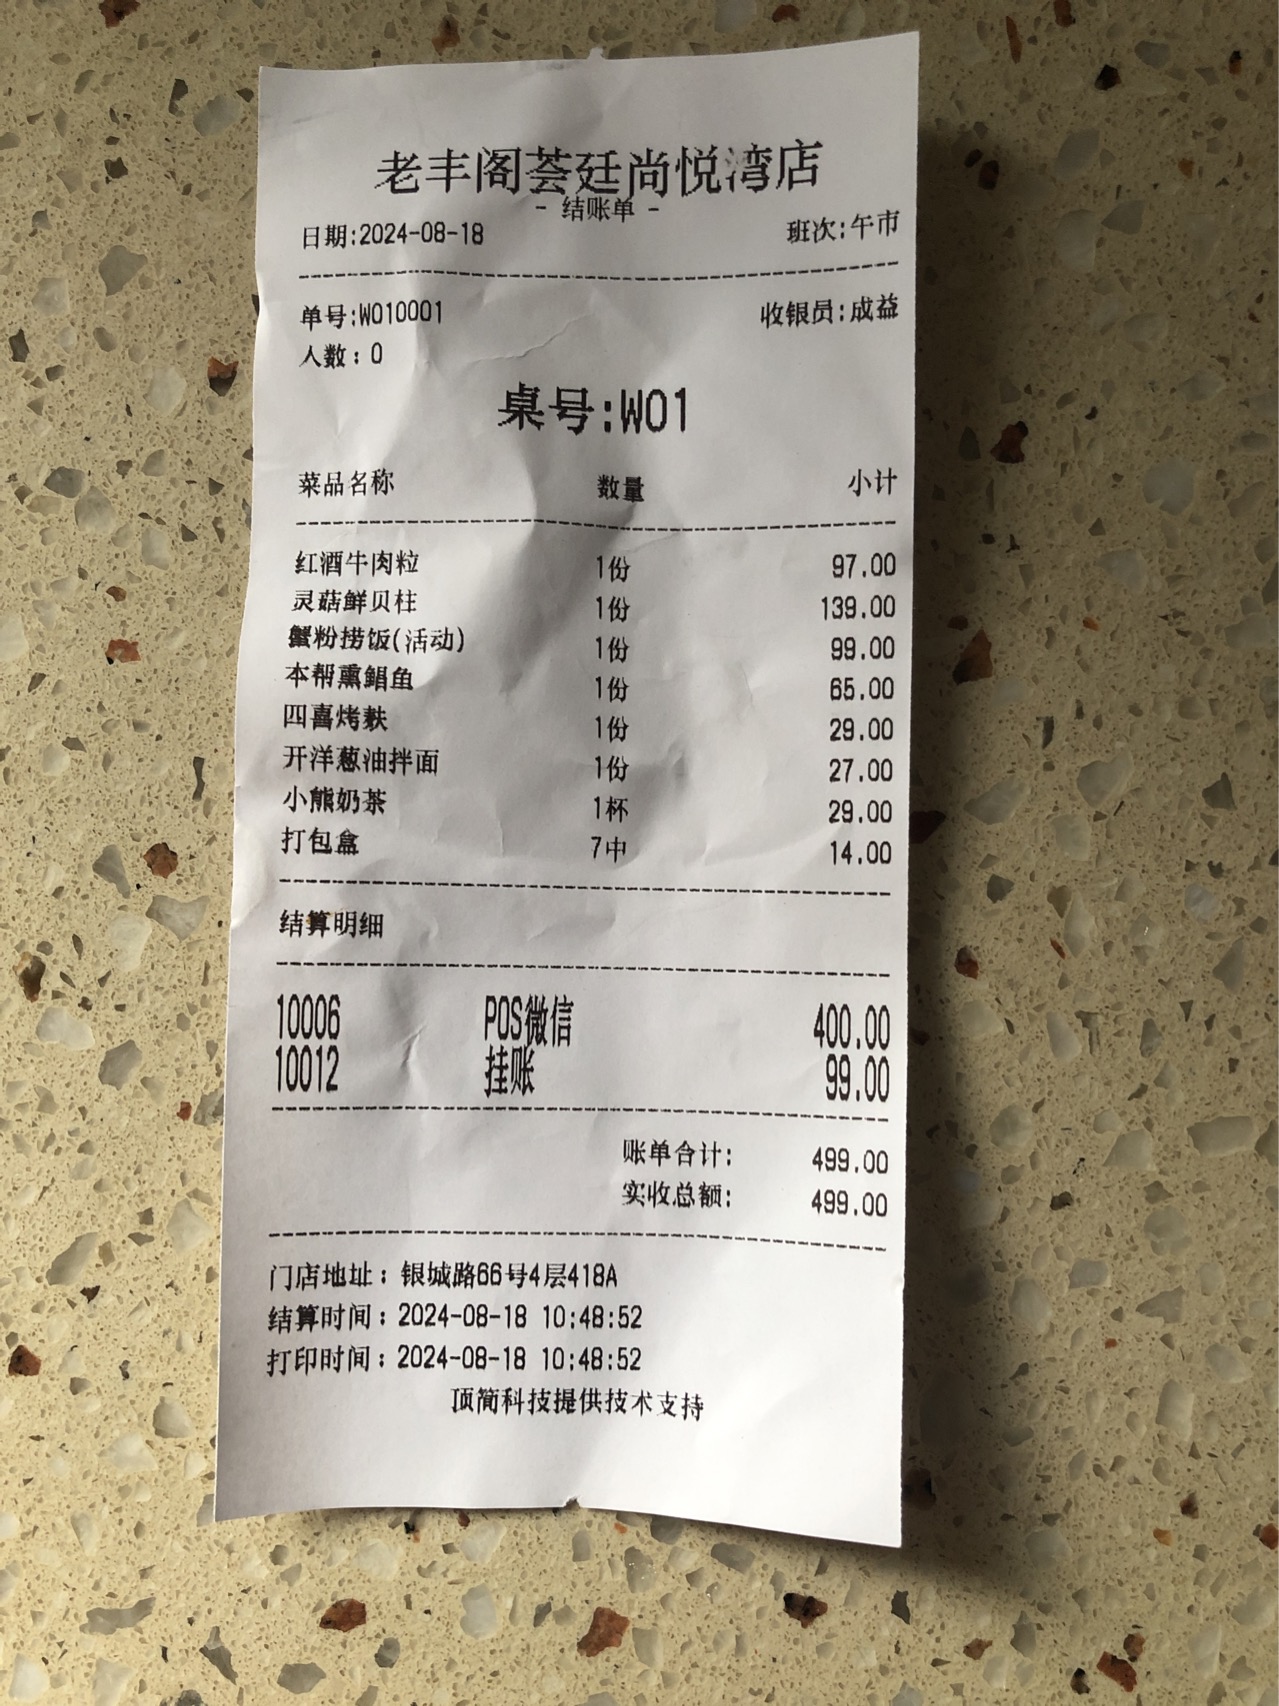 老丰阁荟廷尚悦湾店
- 结账单 -
日期:2024-08-18 班次:午市
单号:W010001 收银员:成益
人数：0
桌号:W01
菜品名称 数量 小计
红酒牛肉粒 1份 97.00
灵菇鲜贝柱 1份 139.00
蟹粉捞饭(活动) 1份 99.00
本帮熏鲳鱼 1份 65.00
四喜烤麸 1份 29.00
开洋葱油拌面 1份 27.00
小熊奶茶 1杯 29.00
打包盒 7中 14.00
结算明细
10006 POS微信 400.00
10012 挂账 99.00
账单合计: 499.00
实收总额: 499.00
门店地址：银城路66号4层418A
结算时间：2024-08-18 10:48:52
打印时间：2024-08-18 10:48:52
顶简科技提供技术支持